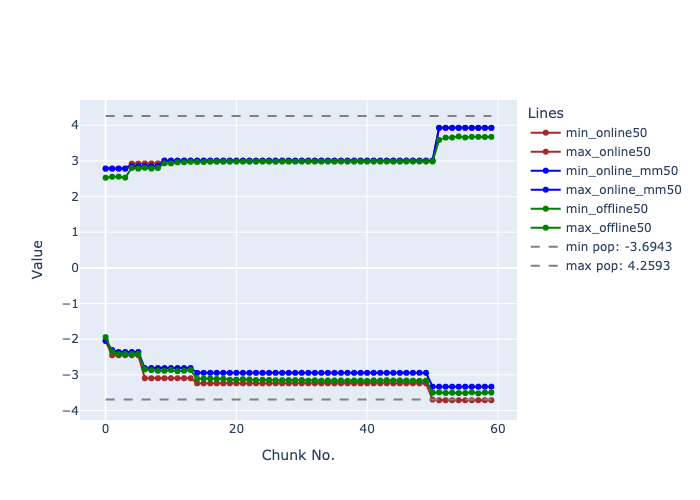 Lines
min_online50
max_online50
min_online_mm50
max_online_mm50
min_offline50
max_offline50
min pop: -3.6943
max pop: 4.2593
4
3
2
1
0
−1
−2
−3
−4
Value
0
20
40
60
Chunk No.